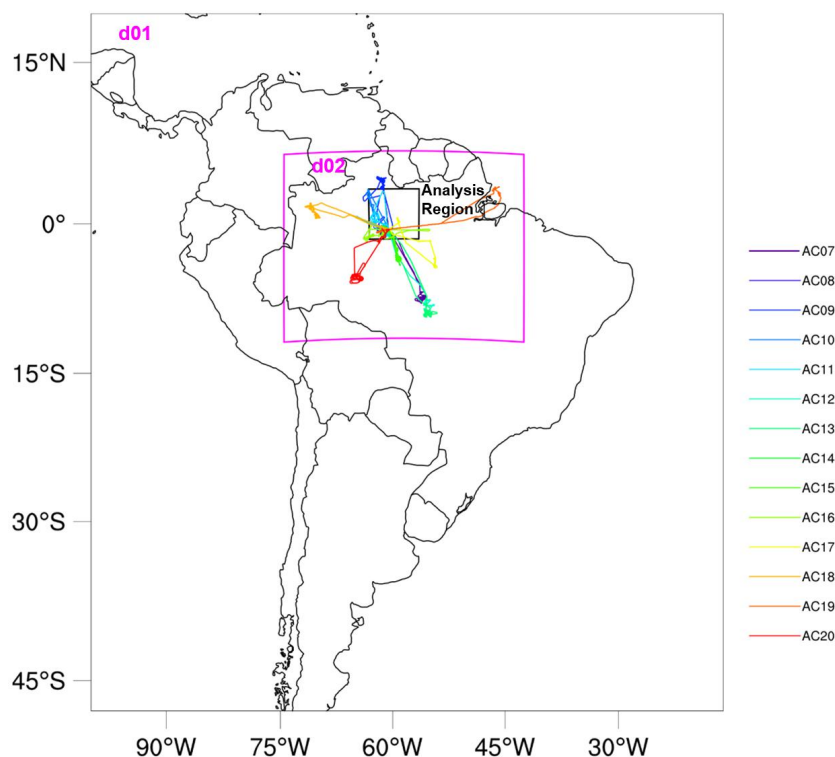 d01
15°N
d02
Analysis
Region
0°
15°S
30°S
45°S
90°W
75°W
60°W
45°W
30°W
AC07
AC08
AC09
AC10
AC11
AC12
AC13
AC14
AC15
AC16
AC17
AC18
AC19
AC20